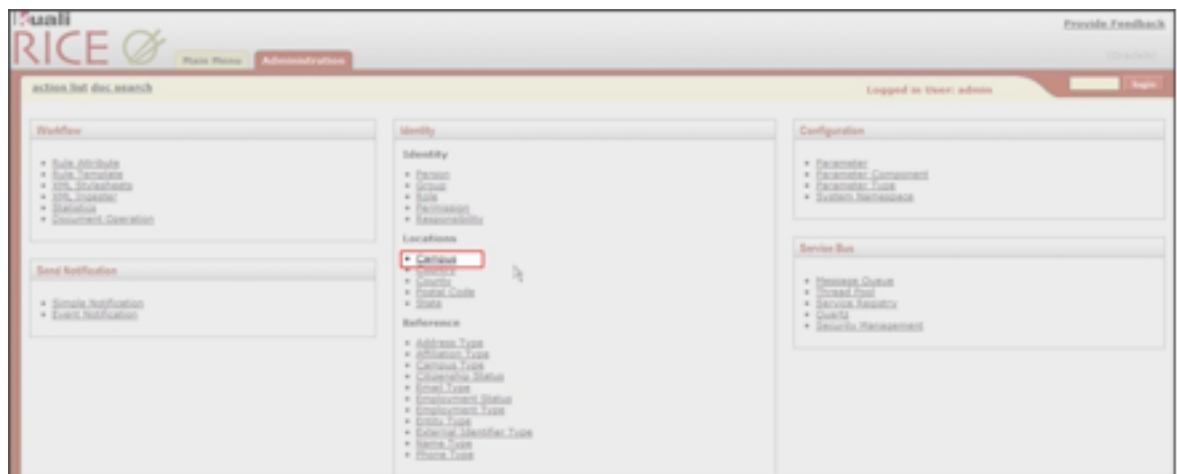 Kuali
RICE
Provide Feedback
Main Menu
Administration
action list doc search
Logged in User: admin
login
Workflow
Rule Attribute
Rule Template
XML Stylesheets
XML Ingester
Statistics
Document Operation
Send Notification
Simple Notification
Event Notification
Identity
Identity
Person
Group
Role
Permission
Responsibility
Locations
Campus
Country
County
Postal Code
State
Reference
Address Type
Affiliation Type
Campus Type
Citizenship Status
Email Type
Employment Status
Employment Type
Entity Type
External Identifier Type
Name Type
Phone Type
Configuration
Parameter
Parameter Component
Parameter Type
System Namespace
Service Bus
Message Queue
Thread Pool
Service Registry
Quartz
Security Management